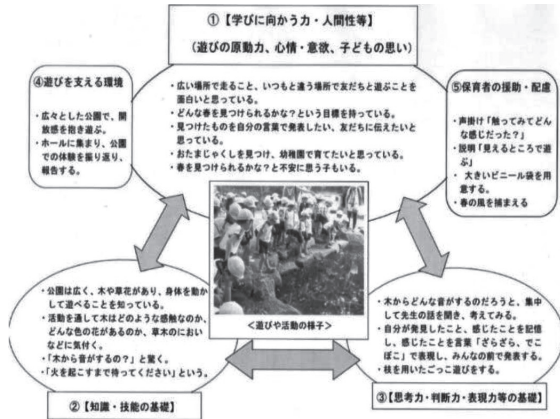 ①【学びに向かう力・人間性等】
(遊びの原動力、心情・意欲、子どもの思い)
・広い場所で走ること、いつもと違う場所で友だちと遊ぶことを
面白いと思っている。
・どんな春を見つけられるかな?という目標を持っている。
・見つけたものを自分の言葉で発表したい、友だちに伝えたいと
思っている。
・おたまじゃくしを見つけ、幼稚園で育てたいと思っている。
・春を見つけられるかな?と不安に思う子もいる。
④遊びを支える環境
・広々とした公園で、開
放感を抱き遊ぶ。
・ホールに集まり、公園
での体験を振り返り、
報告する。
⑤保育者の援助・配慮
・声掛け「触ってみてど
んな感じだった?」
・説明「見えるところで遊
ぶ」
・大きいビニール袋を用
意する。
・春の風を捕まえる
<遊びや活動の様子>
・公園は広く、木や草花があり、身体を動かし
て遊べることを知っている。
・活動を通して木はどのような感触なのか、
どんな色の花があるのか、草木のにおい
などに気付く。
・「木から音がするの?」と驚く。
・「火を起こすまで待ってください」という。
②【知識・技能の基礎】
・木からどんな音がするのだろうと、集中
して先生の話を聞き、考えてみる。
・自分が発見したこと、感じたことを記憶
し、感じたことを言葉「ざらざら、でこ
ぼこ」で表現し、みんなの前で発表する。
・枝を用いたごっこ遊びをする。
③【思考力・判断力・表現力等の基礎】